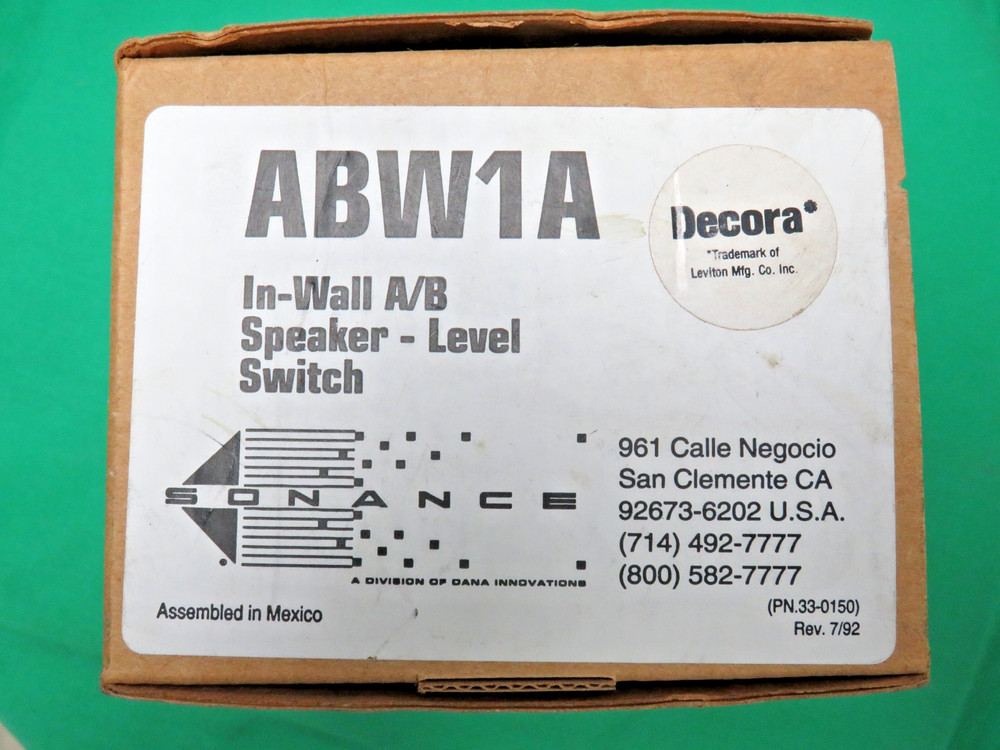 ABW1A
In-Wall A/B
Speaker - Level
Switch
Decora*
*Trademark of
Leviton Mfg. Co. Inc.
SONANCE
A DIVISION OF DANA INNOVATIONS
961 Calle Negocio
San Clemente CA
92673-6202 U.S.A.
(714) 492-7777
(800) 582-7777
Assembled in Mexico
(PN.33-0150)
Rev. 7/92